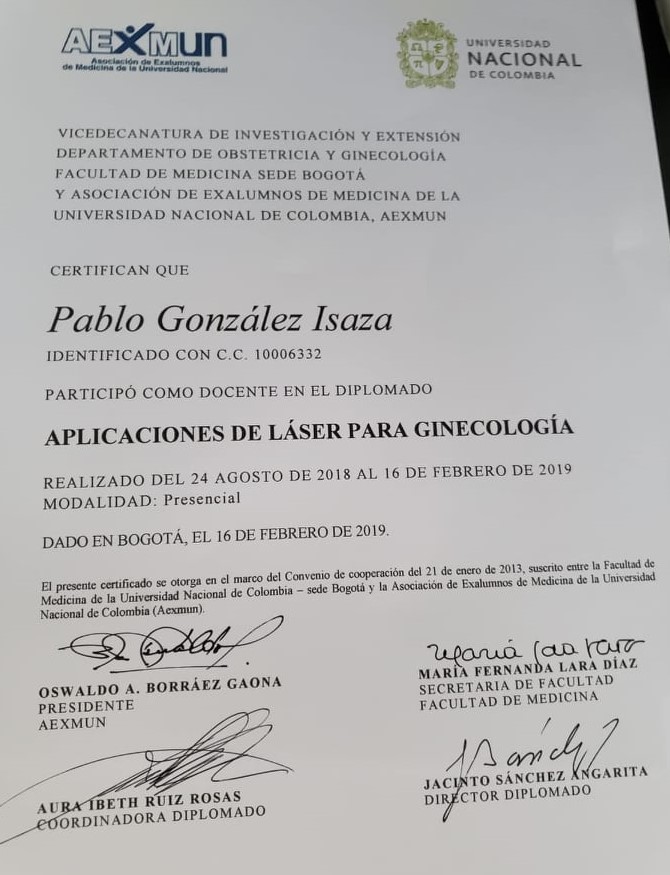 AEXMUN
Asociación de Exalumnos
de Medicina de la Universidad Nacional
UNIVERSIDAD
NACIONAL
DE COLOMBIA
VICEDECANATURA DE INVESTIGACIÓN Y EXTENSIÓN
DEPARTAMENTO DE OBSTETRICIA Y GINECOLOGÍA
FACULTAD DE MEDICINA SEDE BOGOTÁ
Y ASOCIACIÓN DE EXALUMNOS DE MEDICINA DE LA
UNIVERSIDAD NACIONAL DE COLOMBIA, AEXMUN
CERTIFICAN QUE
Pablo González Isaza
IDENTIFICADO CON C.C. 10006332
PARTICIPÓ COMO DOCENTE EN EL DIPLOMADO
APLICACIONES DE LÁSER PARA GINECOLOGÍA
REALIZADO DEL 24 AGOSTO DE 2018 AL 16 DE FEBRERO DE 2019
MODALIDAD: Presencial
DADO EN BOGOTÁ, EL 16 DE FEBRERO DE 2019.
El presente certificado se otorga en el marco del Convenio de cooperación del 21 de enero de 2013, suscrito entre la Facultad de
Medicina de la Universidad Nacional de Colombia – sede Bogotá y la Asociación de Exalumnos de Medicina de la Universidad
Nacional de Colombia (Aexmun).
OSWALDO A. BORRÁEZ GAONA
PRESIDENTE
AEXMUN
MARÍA FERNANDA LARA DÍAZ
SECRETARIA DE FACULTAD
FACULTAD DE MEDICINA
AURA IBETH RUIZ ROSAS
COORDINADORA DIPLOMADO
JACINTO SÁNCHEZ ANGARITA
DIRECTOR DIPLOMADO